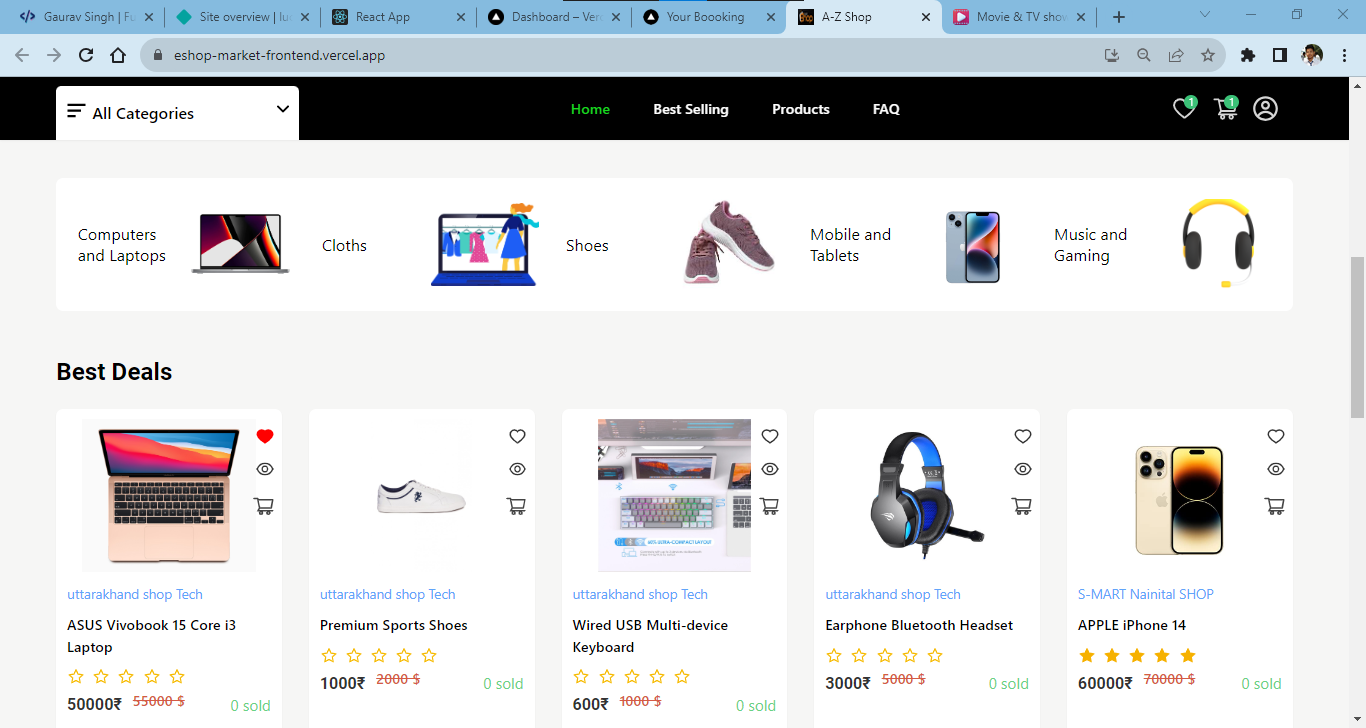 Gaurav Singh | Fu
Site overview | lu
React App
Dashboard – Ver
Your Boooking
A-Z Shop
Movie & TV show
eshop-market-frontend.vercel.app
All Categories
Home
Best Selling
Products
FAQ
1
1
Computers
and Laptops
Cloths
Shoes
Mobile and
Tablets
Music and
Gaming
Best Deals
uttarakhand shop Tech
ASUS Vivobook 15 Core i3
Laptop
50000₹ 55000 $ 0 sold
uttarakhand shop Tech
Premium Sports Shoes
1000₹ 2000 $ 0 sold
60% ULTRA-COMPACT LAYOUT
uttarakhand shop Tech
Wired USB Multi-device
Keyboard
600₹ 1000 $ 0 sold
uttarakhand shop Tech
Earphone Bluetooth Headset
3000₹ 5000 $ 0 sold
S-MART Nainital SHOP
APPLE iPhone 14
60000₹ 70000 $ 0 sold